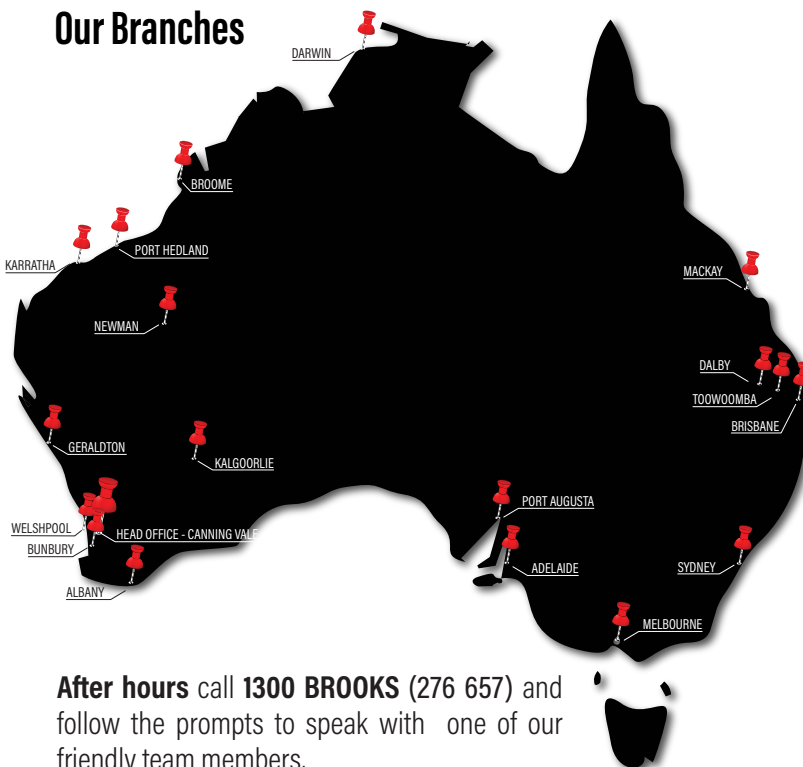 Our Branches
DARWIN
BROOME
PORT HEDLAND
KARRATHA
MACKAY
NEWMAN
DALBY
TOOWOOMBA
BRISBANE
GERALDTON
KALGOORLIE
PORT AUGUSTA
WELSHPOOL
HEAD OFFICE - CANNING VALE
BUNBURY
ADELAIDE
SYDNEY
ALBANY
MELBOURNE
After hours call 1300 BROOKS (276 657) and
follow the prompts to speak with one of our
friendly team members.